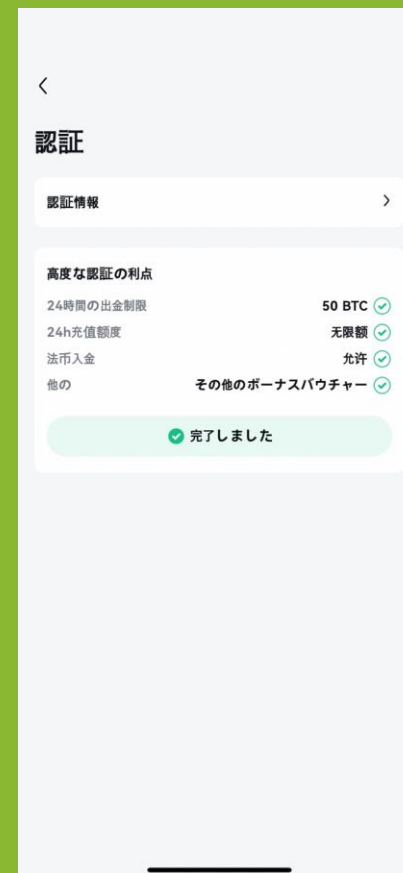 認証
認証情報
高度な認証の利点
24時間の出金制限 50 BTC
24h充值额度 无限额
法币入金 允许
他の その他のボーナスバウチャー
完了しました